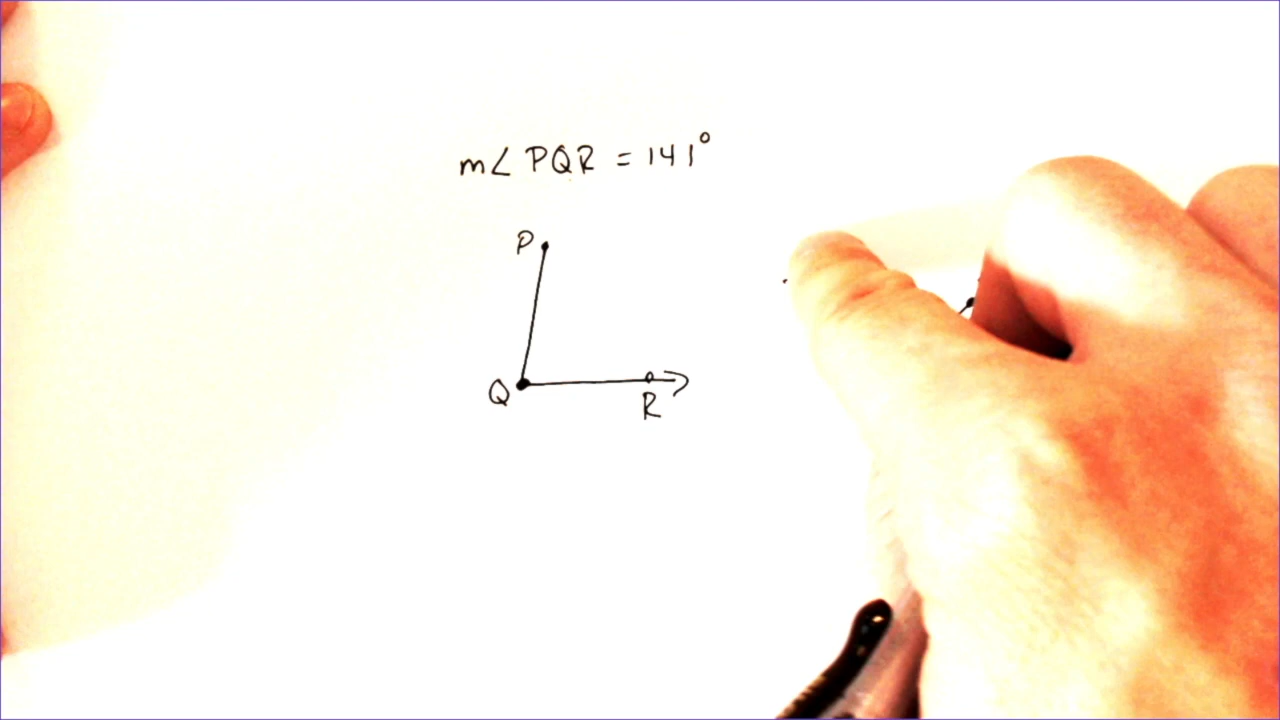 m∠ PQR = 141°
P
Q
R